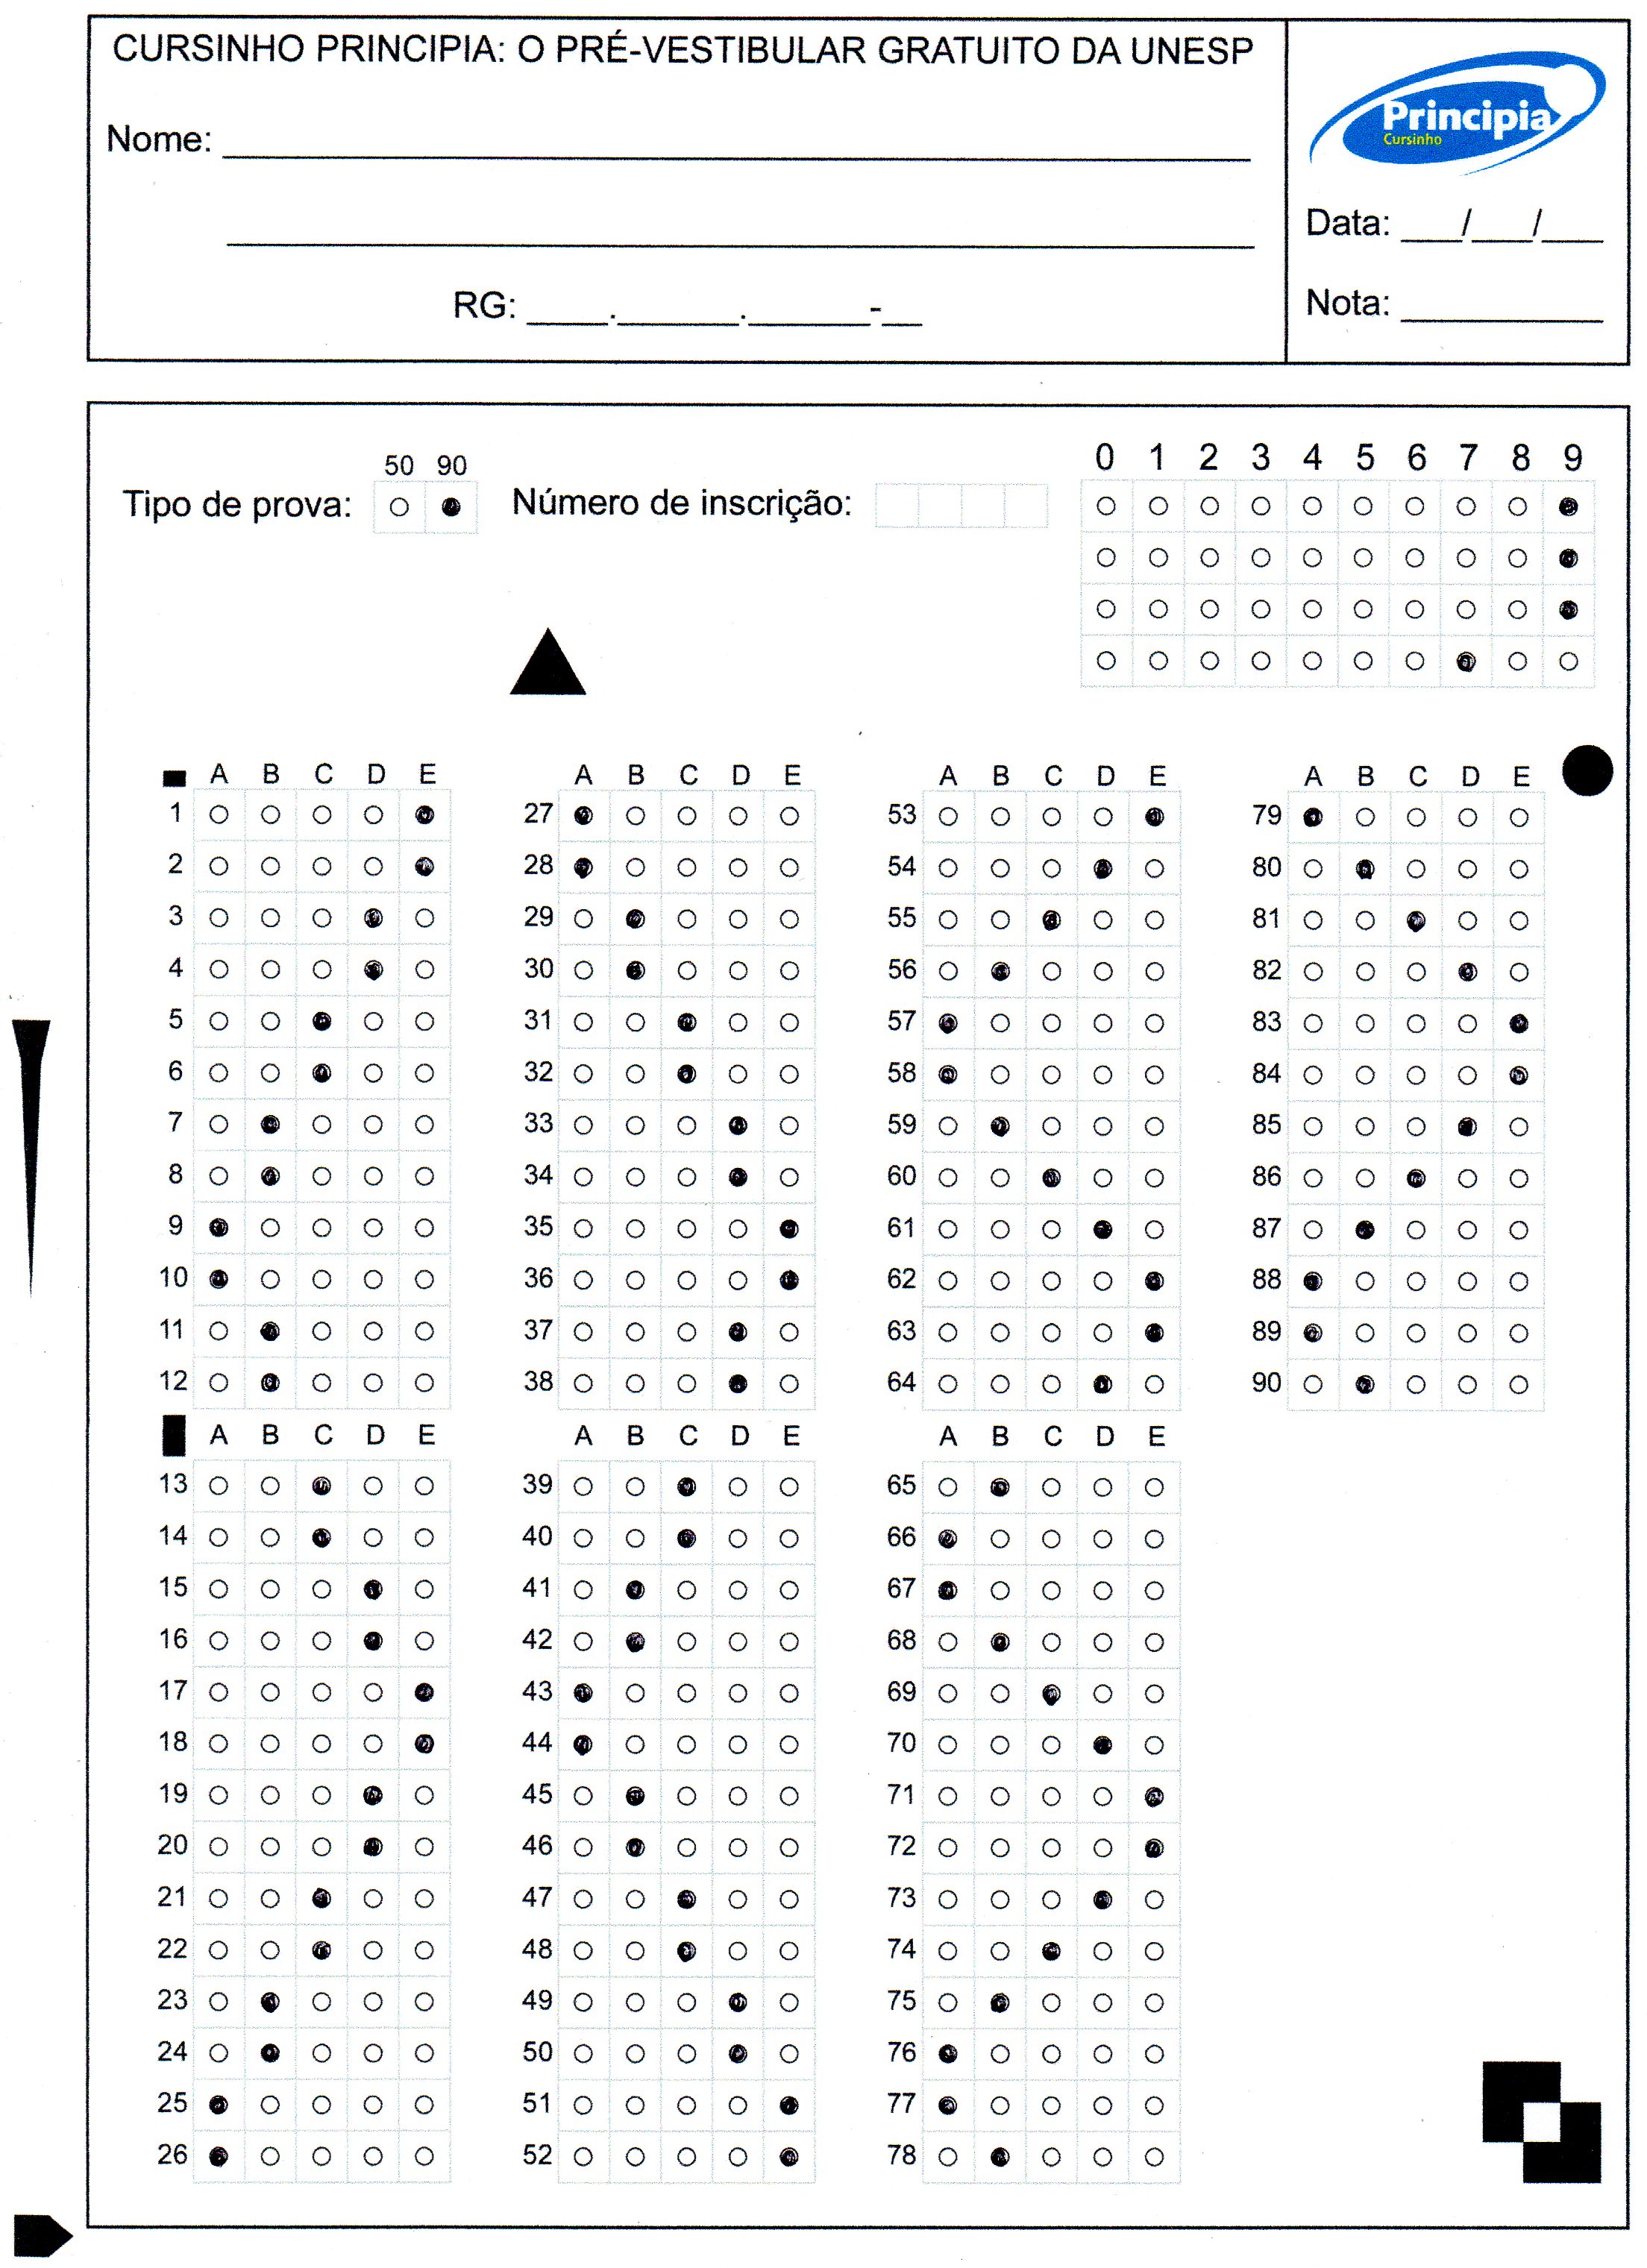 CURSINHO PRINCIPIA: O PRÉ-VESTIBULAR GRATUITO DA UNESP
Principia
Cursinho
Nome:
Data: ___/___/___
RG: ____.______.______-__
Nota:
50 90
0 1 2 3 4 5 6 7 8 9
Tipo de prova:
Número de inscrição:
A B C D E A B C D E A B C D E A B C D E
1 27 53 79
2 28 54 80
3 29 55 81
4 30 56 82
5 31 57 83
6 32 58 84
7 33 59 85
8 34 60 86
9 35 61 87
10 36 62 88
11 37 63 89
12 38 64 90
A B C D E A B C D E A B C D E
13 39 65
14 40 66
15 41 67
16 42 68
17 43 69
18 44 70
19 45 71
20 46 72
21 47 73
22 48 74
23 49 75
24 50 76
25 51 77
26 52 78